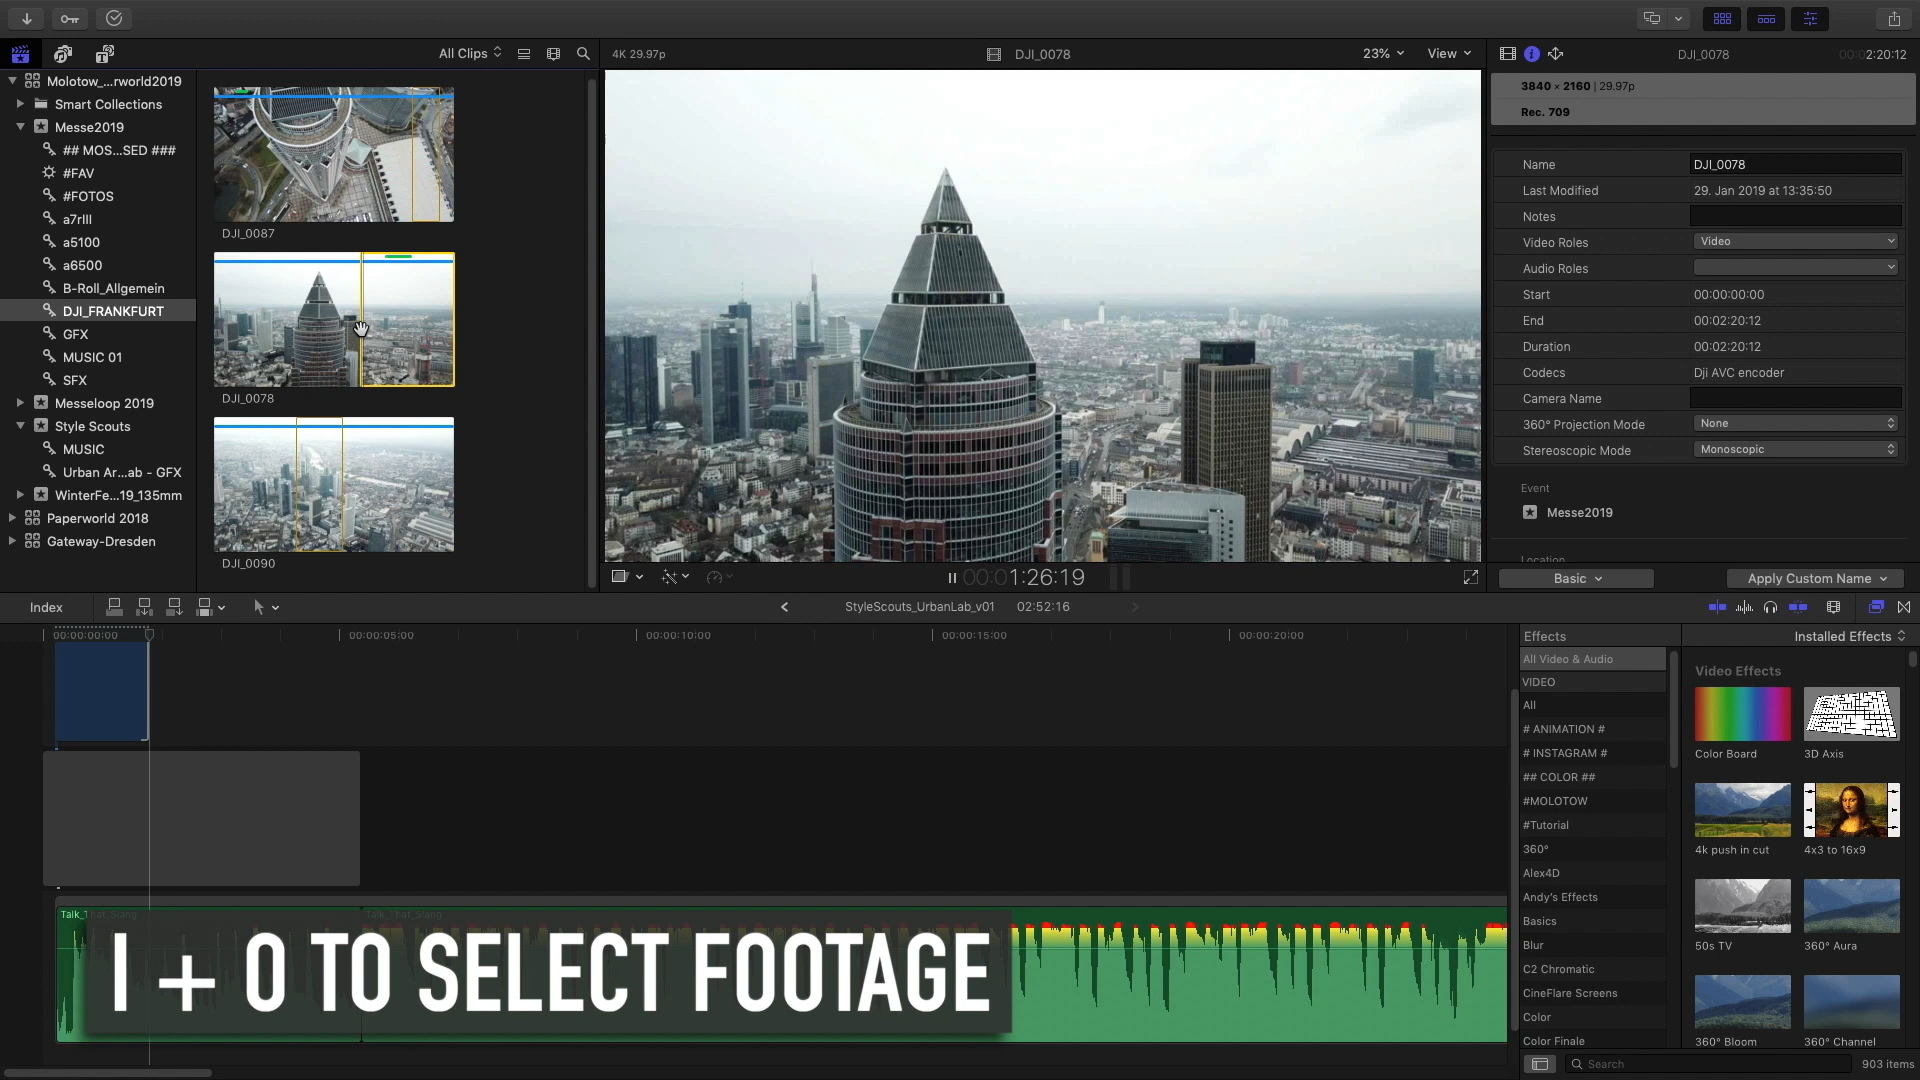 All Clips
4K 29.97p
DJI_0078
23%
View
DJI_0078
00:02:20:12
Molotow_...rworld2019
Smart Collections
Messe2019
## MOS...SED ###
#FAV
#FOTOS
a7rIII
a5100
a6500
B-Roll_Allgemein
DJI_FRANKFURT
GFX
MUSIC 01
SFX
Messeloop 2019
Style Scouts
MUSIC
Urban Ar...ab - GFX
WinterFe...19_135mm
Paperworld 2018
Gateway-Dresden
DJI_0087
DJI_0078
DJI_0090
00:01:26:19
3840 × 2160 | 29.97p
Rec. 709
Name DJI_0078
Last Modified 29. Jan 2019 at 13:35:50
Notes
Video Roles Video
Audio Roles
Start 00:00:00:00
End 00:02:20:12
Duration 00:02:20:12
Codecs Dji AVC encoder
Camera Name
360° Projection Mode None
Stereoscopic Mode Monoscopic
Event
Messe2019
Location
Basic
Apply Custom Name
Index
StyleScouts_UrbanLab_v01 02:52:16
00:00:00:00 00:00:05:00 00:00:10:00 00:00:15:00 00:00:20:00
Talk_That_Slang Talk_That_Slang
I + O TO SELECT FOOTAGE
Effects
Installed Effects
All Video & Audio
VIDEO
All
# ANIMATION #
# INSTAGRAM #
## COLOR ##
#MOLOTOW
#Tutorial
360°
Alex4D
Andy's Effects
Basics
Blur
C2 Chromatic
CineFlare Screens
Color
Color Finale
Video Effects
Color Board 3D Axis
4k push in cut 4x3 to 16x9
50s TV 360° Aura
360° Bloom 360° Channel
Search
903 items